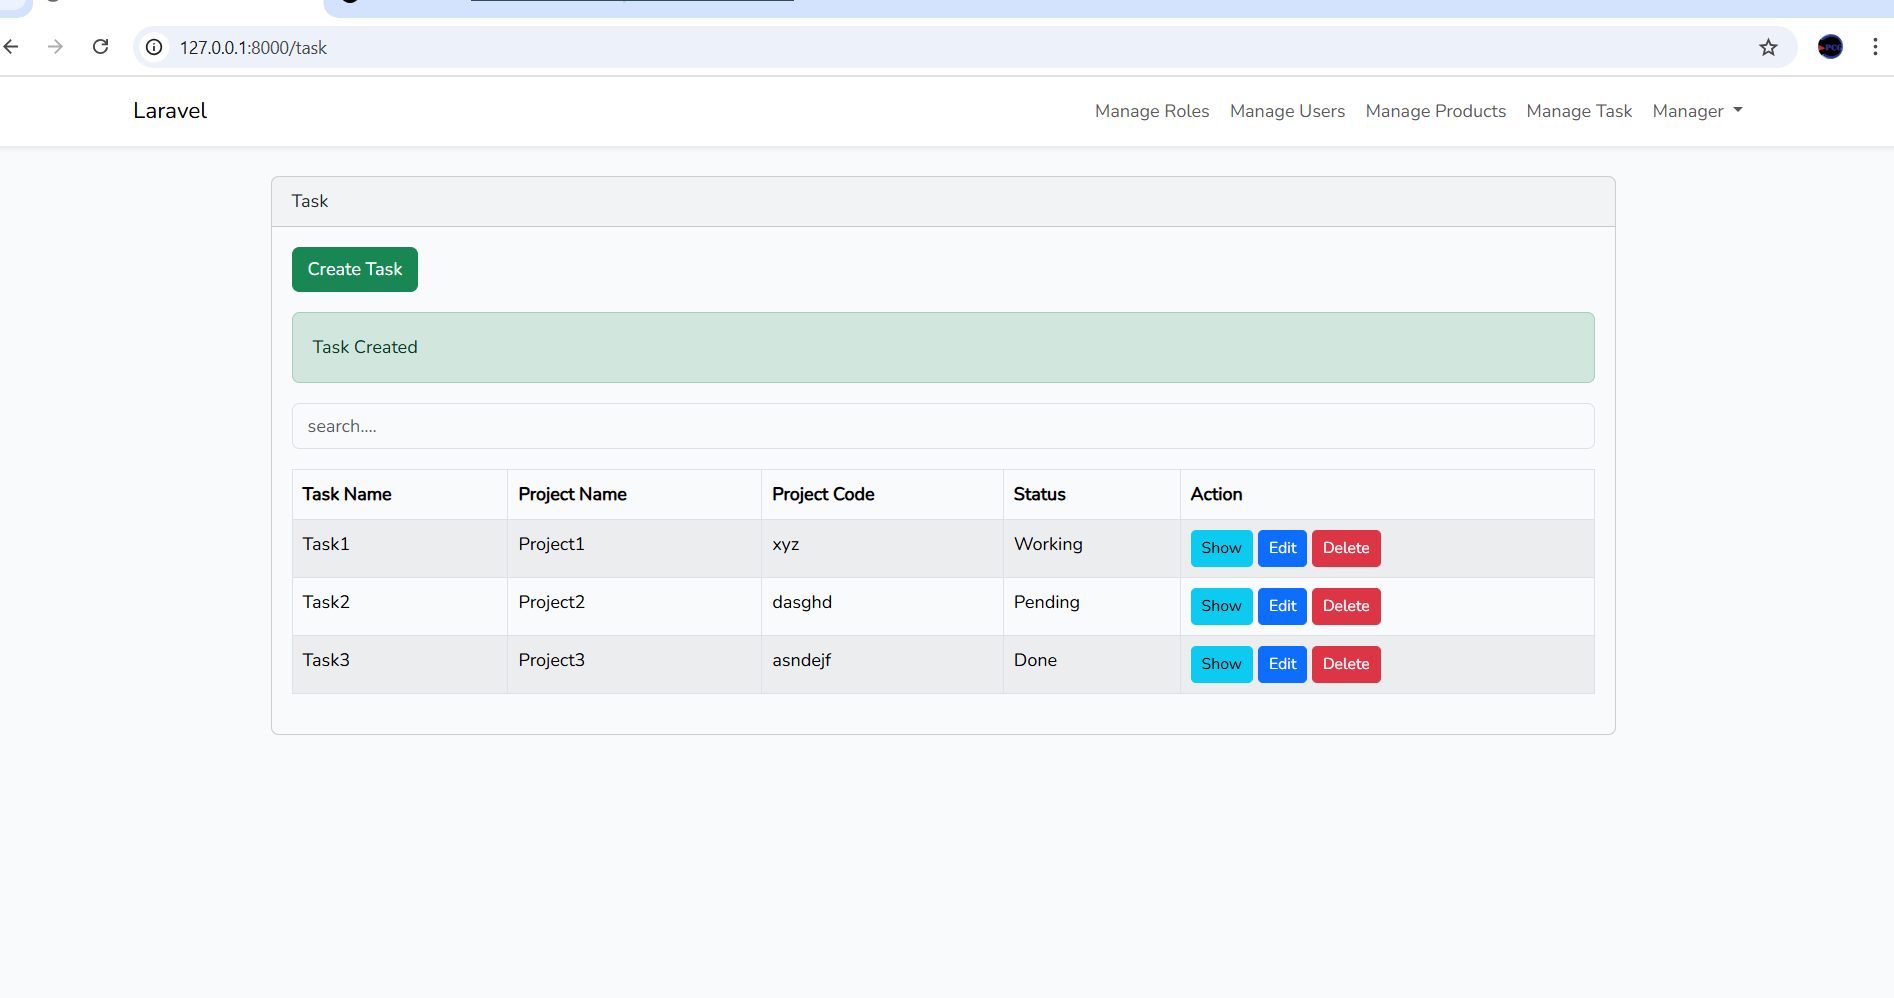 127.0.0.1:8000/task
Laravel Manage Roles Manage Users Manage Products Manage Task Manager
Task
Create Task
Task Created
search....
Task Name Project Name Project Code Status Action
Task1 Project1 xyz Working Show Edit Delete
Task2 Project2 dasghd Pending Show Edit Delete
Task3 Project3 asndejf Done Show Edit Delete